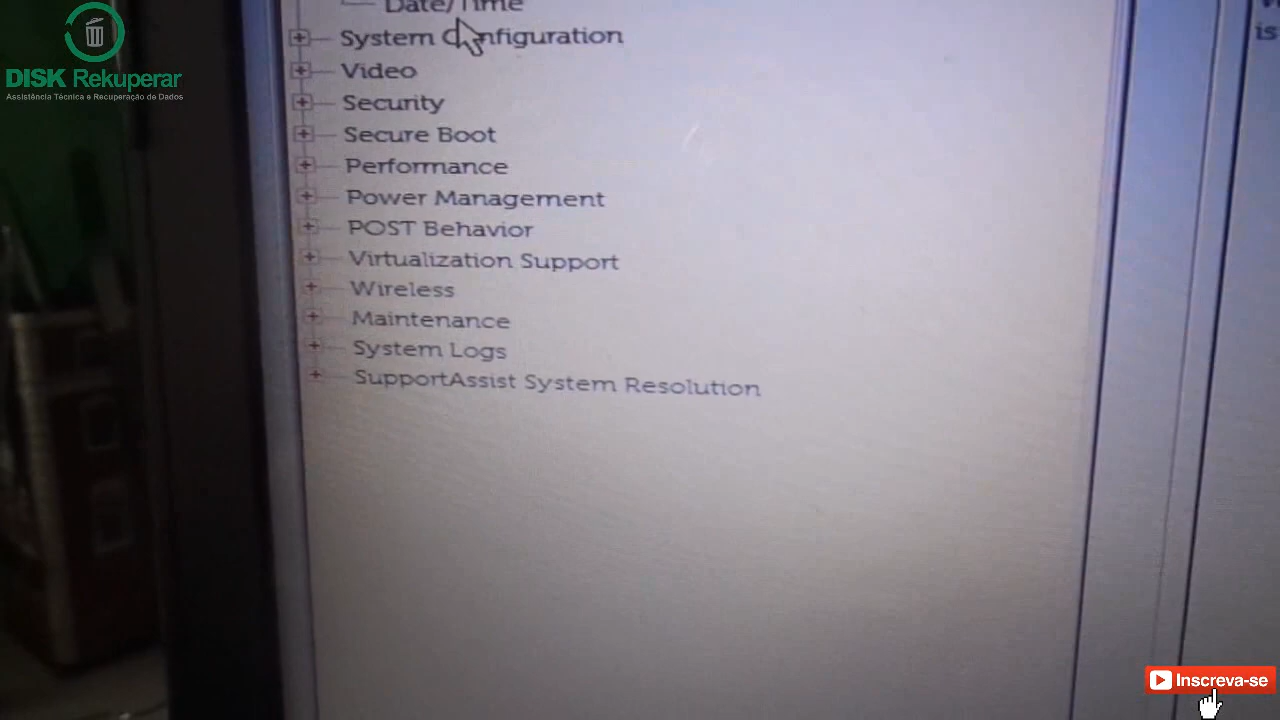 Date/Time
System Configuration
Video
Security
Secure Boot
Performance
Power Management
POST Behavior
Virtualization Support
Wireless
Maintenance
System Logs
SupportAssist System Resolution
is
DISK Rekuperar
Assistência Técnica e Recuperação de Dados
Inscreva-se